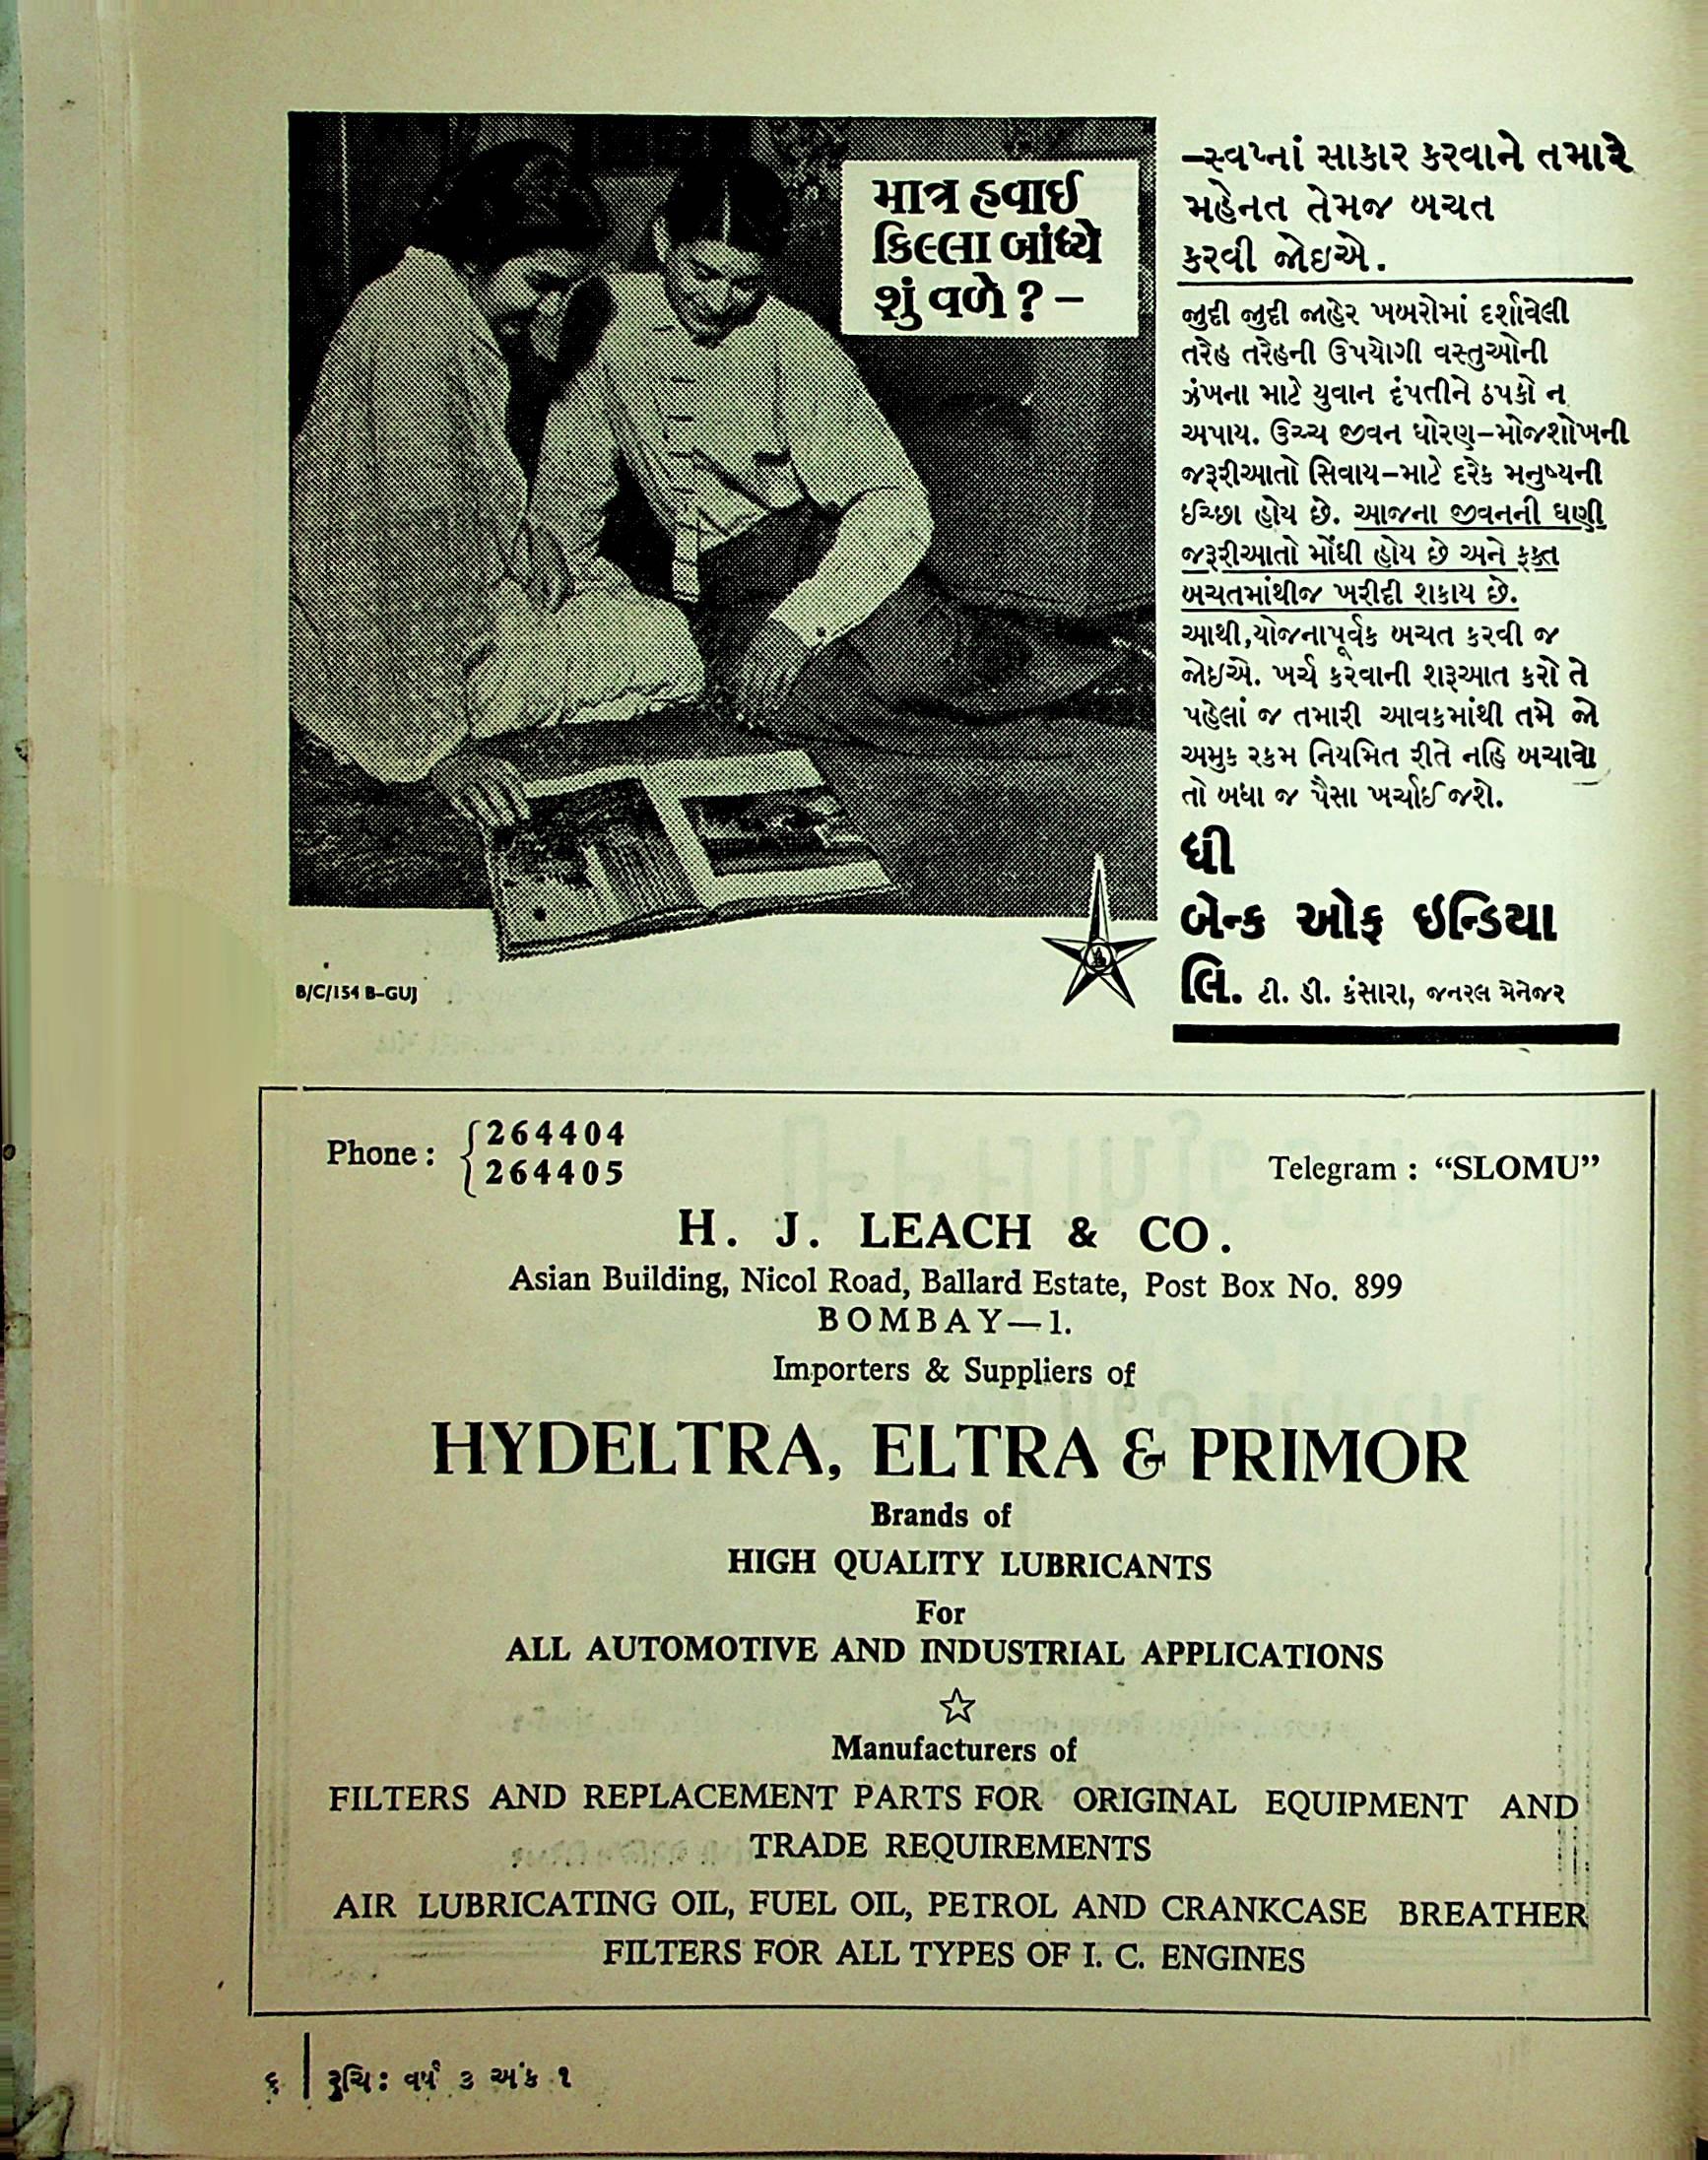 માત્ર હવાઈ
કિલ્લા બાંધ્યે
શું વળે ? –
–સ્વપ્નાં સાકાર કરવાને તમારે
મહેનત તેમજ બચત
કરવી જોઇએ.
જુદી જુદી જાહેર ખબરોમાં દર્શાવેલી
તરેહ તરેહની ઉપયોગી વસ્તુઓની
ઝંખના માટે યુવાન દંપતીને ઠપકો ન
અપાય. ઉચ્ચ જીવન ધોરણ–મોજશોખની
જરૂરીઆતો સિવાય–માટે દરેક મનુષ્યની
ઈચ્છા હોય છે. આજના જીવનની ઘણી
જરૂરીઆતો મોંઘી હોય છે અને ફક્ત
બચતમાંથીજ ખરીદી શકાય છે.
આથી,યોજનાપૂર્વક બચત કરવી જ
જોઇએ. ખર્ચ કરવાની શરૂઆત કરો તે
પહેલાં જ તમારી આવકમાંથી તમે જો
અમુક રકમ નિયમિત રીતે નહિ બચાવો
તો બધા જ પૈસા ખર્ચાઈ જશે.
ધી
બેન્ક ઓફ ઇન્ડિયા
લિ. ટી. ડી. કંસારા, જનરલ મેનેજર
B/C/154 B-GUJ
Phone : 264404
264405
Telegram : “SLOMU”
H. J. LEACH & CO.
Asian Building, Nicol Road, Ballard Estate, Post Box No. 899
BOMBAY—1.
Importers & Suppliers of
HYDELTRA, ELTRA & PRIMOR
Brands of
HIGH QUALITY LUBRICANTS
For
ALL AUTOMOTIVE AND INDUSTRIAL APPLICATIONS
Manufacturers of
FILTERS AND REPLACEMENT PARTS FOR ORIGINAL EQUIPMENT AND
TRADE REQUIREMENTS
AIR LUBRICATING OIL, FUEL OIL, PETROL AND CRANKCASE BREATHER
FILTERS FOR ALL TYPES OF I. C. ENGINES
૬ | રુચિ : વર્ષ ૩ અંક ૧